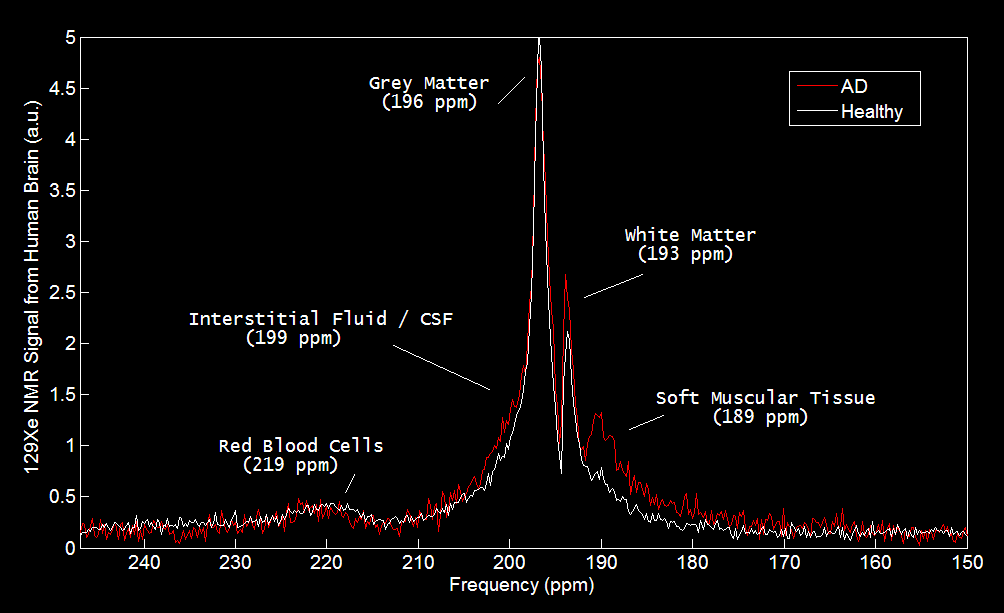 129Xe NMR Signal from Human Brain (a.u.)
5
4.5
4
3.5
3
2.5
2
1.5
1
0.5
0
Grey Matter
(196 ppm)
AD
Healthy
White Matter
(193 ppm)
Interstitial Fluid / CSF
(199 ppm)
Soft Muscular Tissue
(189 ppm)
Red Blood Cells
(219 ppm)
240 230 220 210 200 190 180 170 160 150
Frequency (ppm)